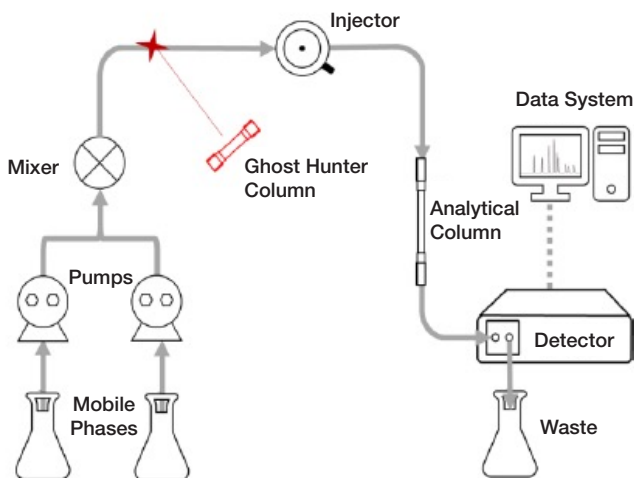 Injector
Data System
Mixer
Ghost Hunter
Column
Analytical
Column
Pumps
Detector
Mobile
Phases
Waste